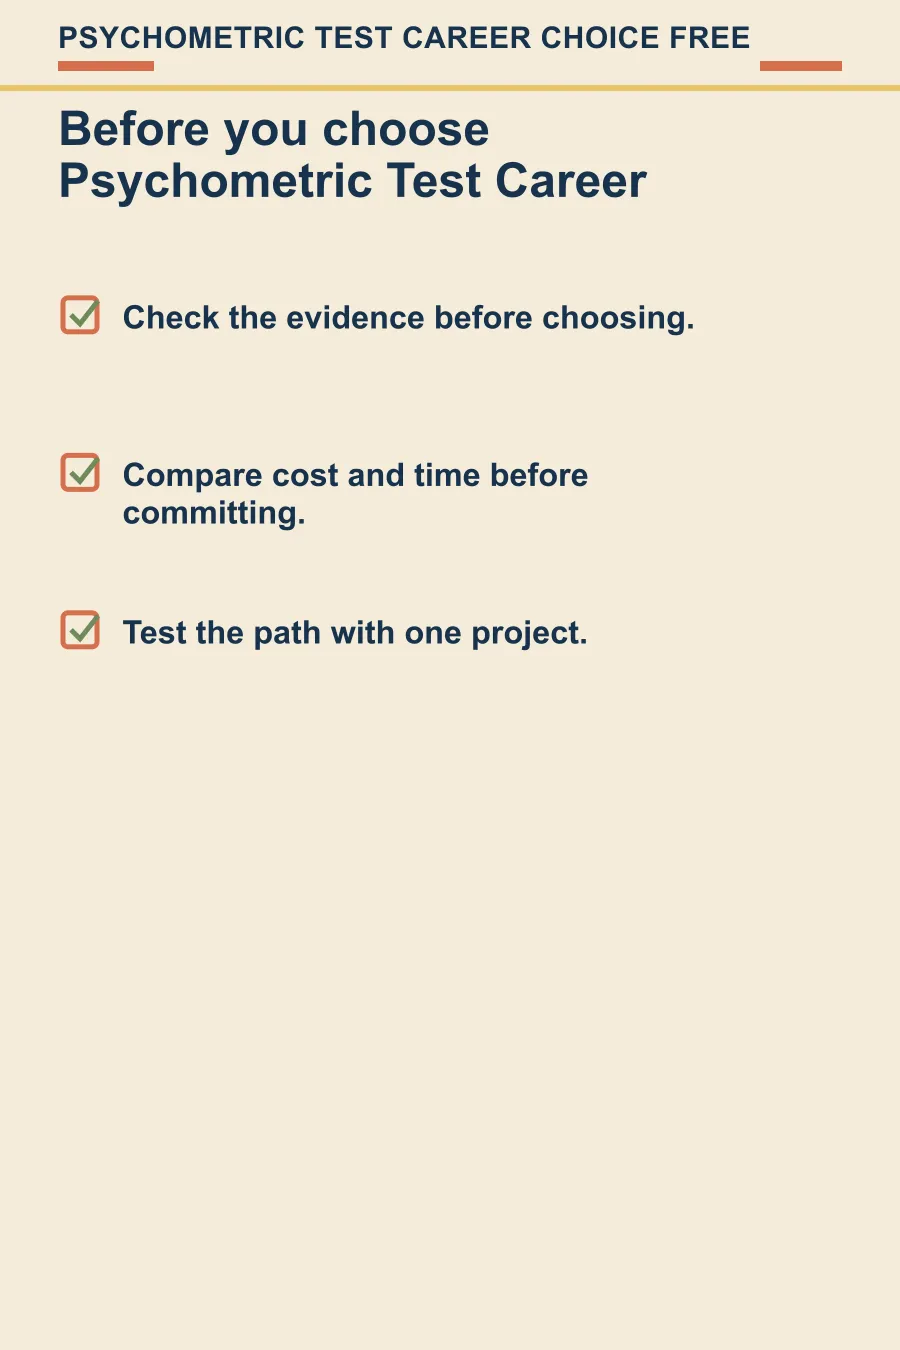 PSYCHOMETRIC TEST CAREER CHOICE FREE
Before you choose
Psychometric Test Career
Check the evidence before choosing.
Compare cost and time before
committing.
Test the path with one project.